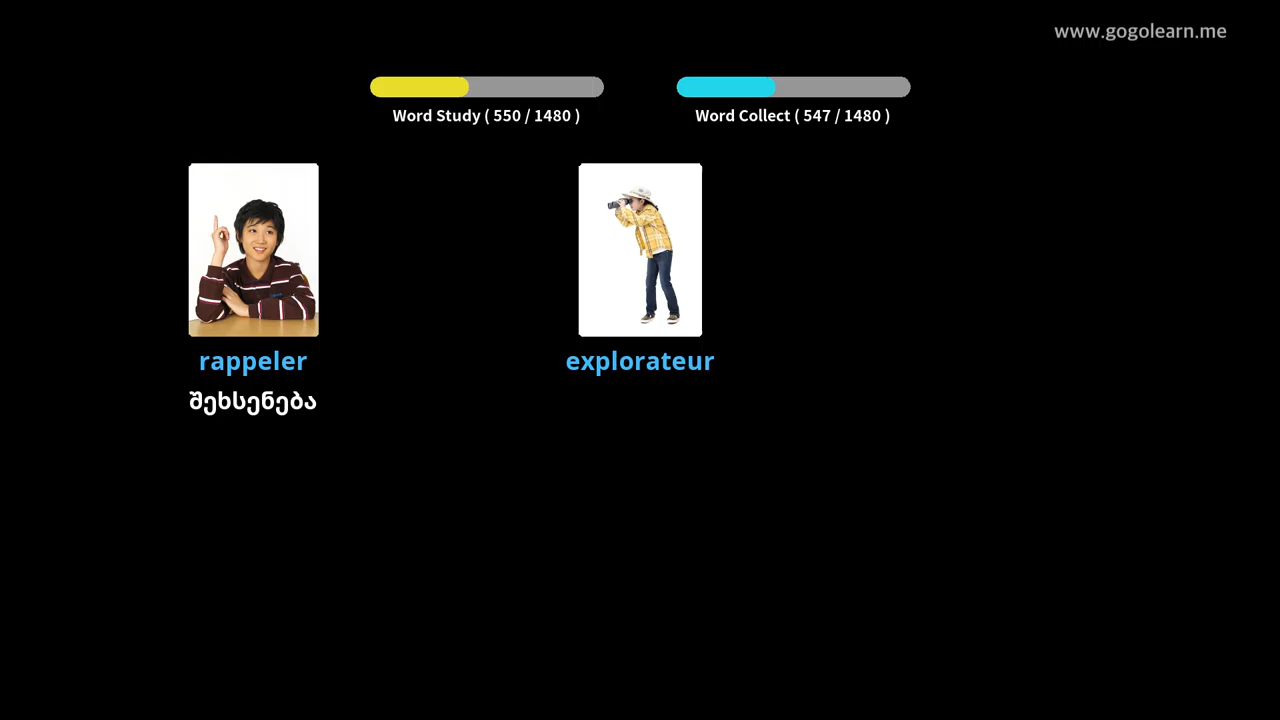 www.gogolearn.me
Word Study ( 550 / 1480 )
Word Collect ( 547 / 1480 )
rappeler
explorateur
შეხსენება